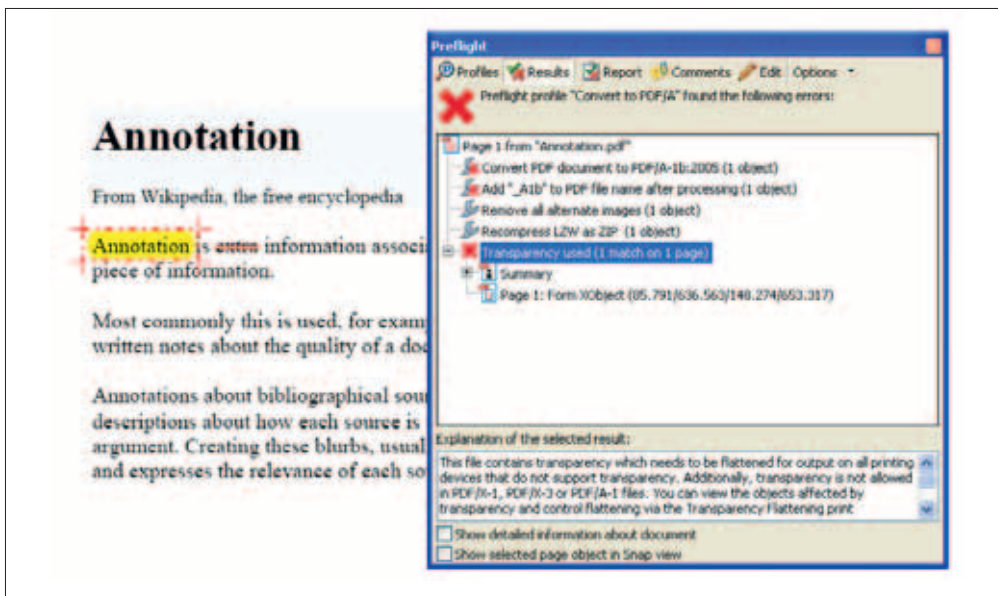 Annotation
From Wikipedia, the free encyclopedia
Annotation is extra information associ
piece of information.
Most commonly this is used, for exam
written notes about the quality of a doc
Annotations about bibliographical sour
descriptions about how each source is
argument. Creating these blurbs, usual
and expresses the relevance of each so
Preflight
Profiles Results Report Comments Edit Options
Preflight profile "Convert to PDF/A" found the following errors:
Page 1 from "Annotation.pdf"
Convert PDF document to PDF/A-1b:2005 (1 object)
Add "_A1b" to PDF file name after processing (1 object)
Remove all alternate images (1 object)
Recompress LZW as ZIP (1 object)
Transparency used (1 match on 1 page)
Summary
Page 1: Form XObject (85.791/636.563/148.274/653.317)
Explanation of the selected result:
This file contains transparency which needs to be flattened for output on all printing
devices that do not support transparency. Additionally, transparency is not allowed
in PDF/X-1, PDF/X-3 or PDF/A-1 files. You can view the objects affected by
transparency and control flattening via the Transparency Flattening print
Show detailed information about document
Show selected page object in Snap view